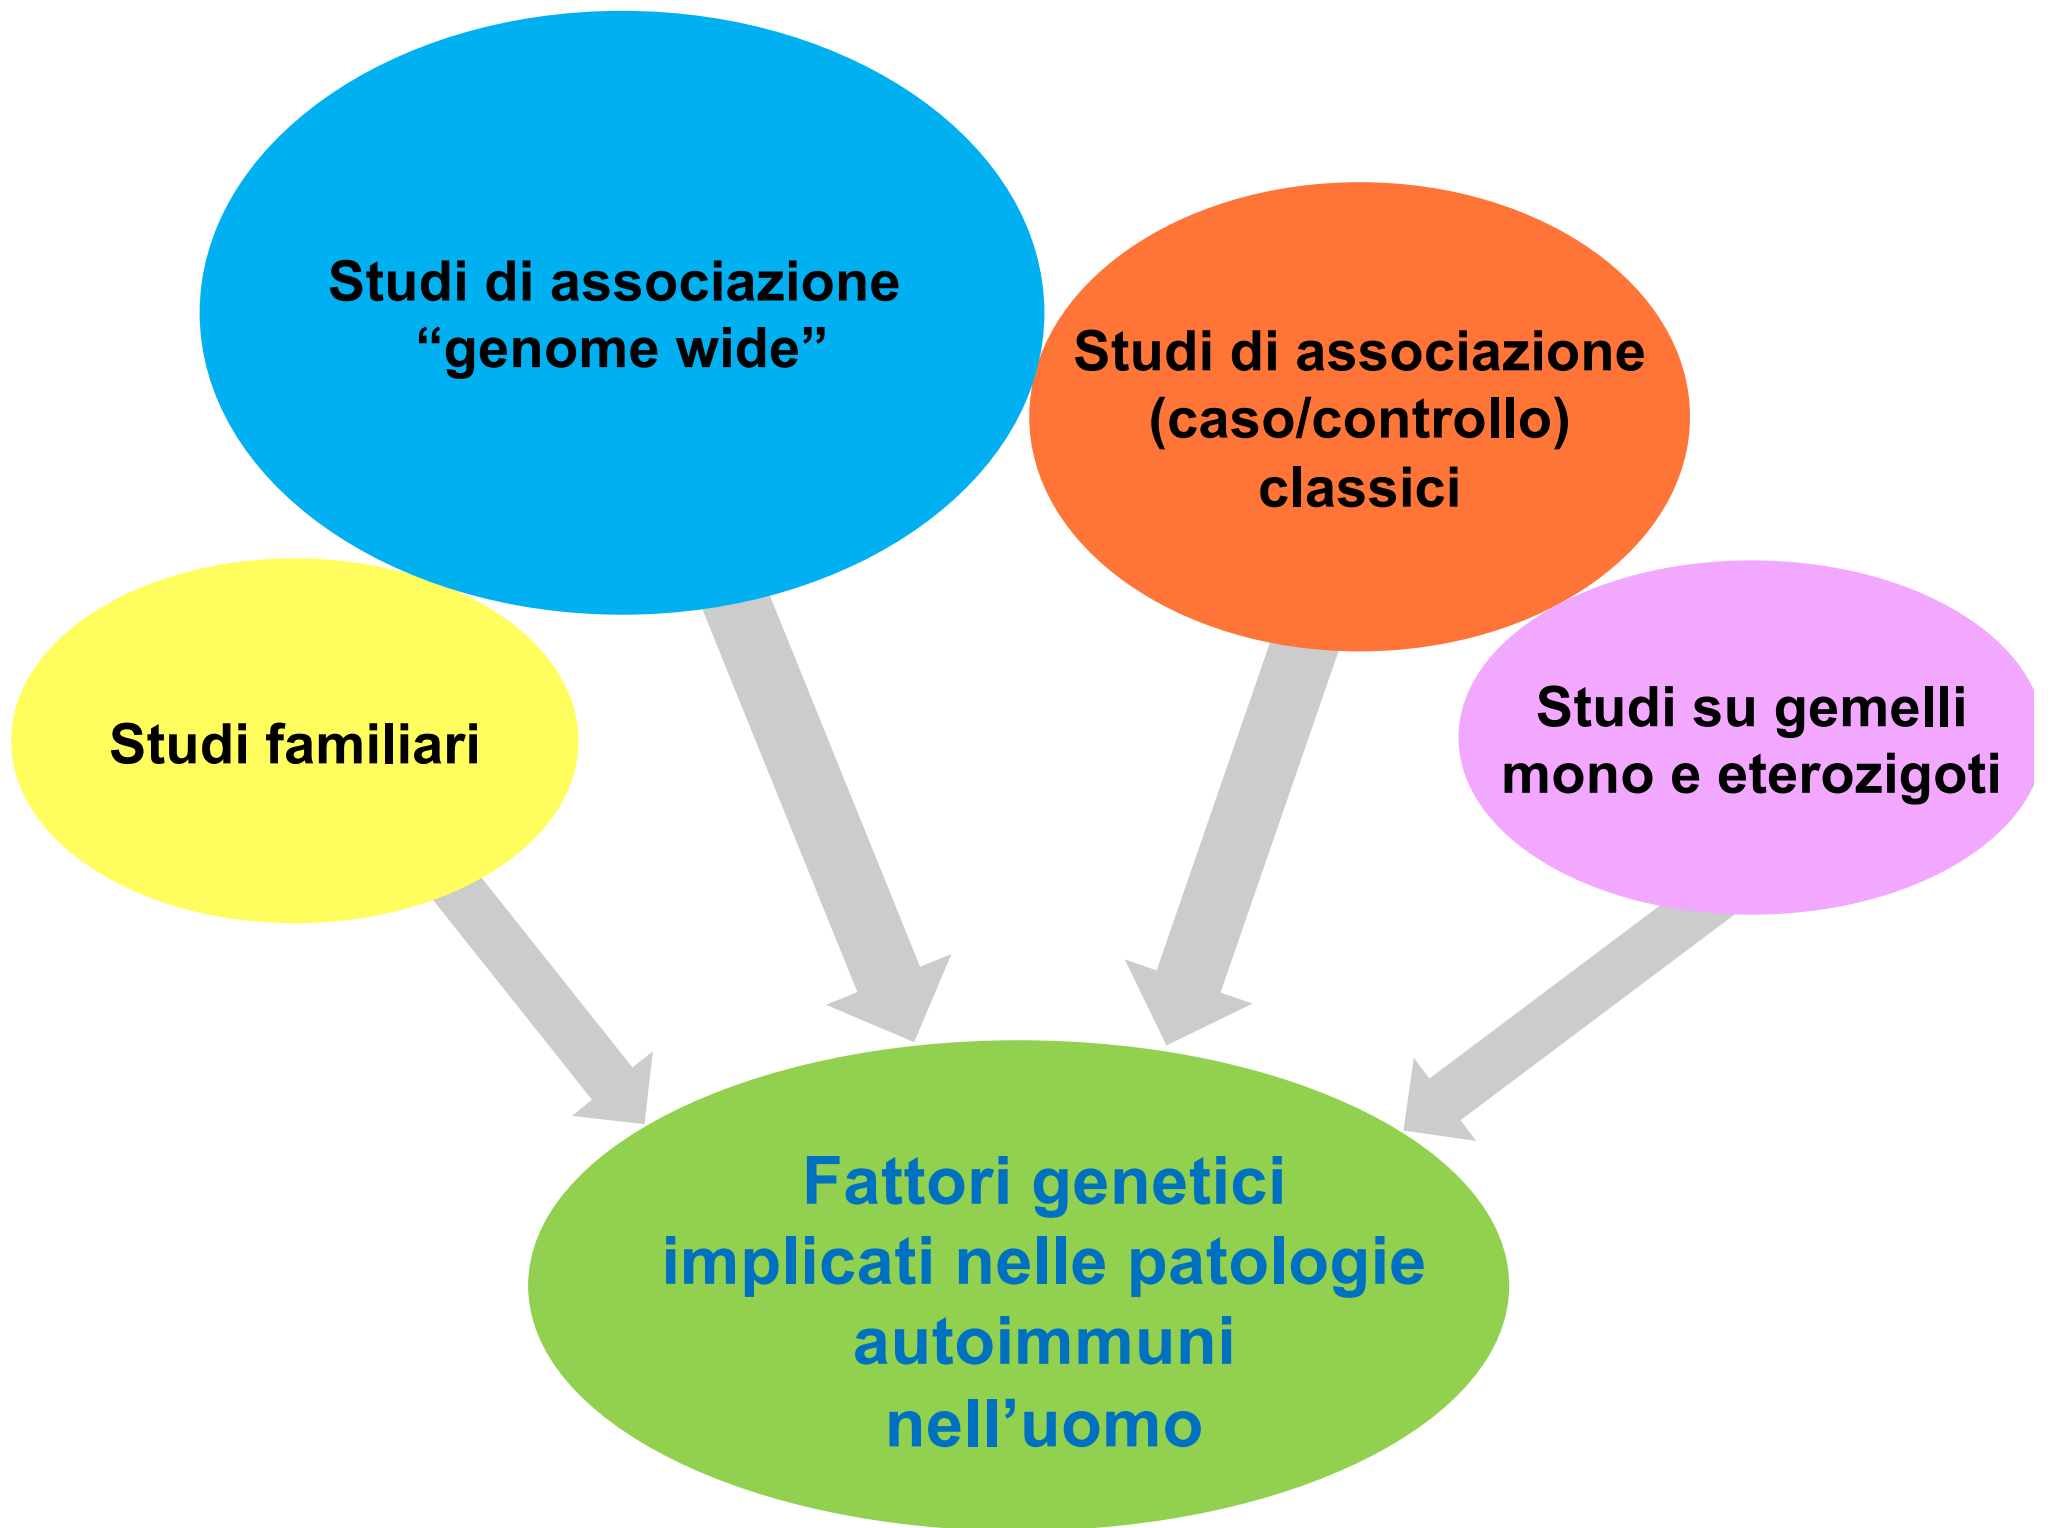 Studi di associazione
“genome wide”
Studi di associazione
(caso/controllo)
classici
Studi familiari
Studi su gemelli
mono e eterozigoti
Fattori genetici
implicati nelle patologie
autoimmuni
nell’uomo